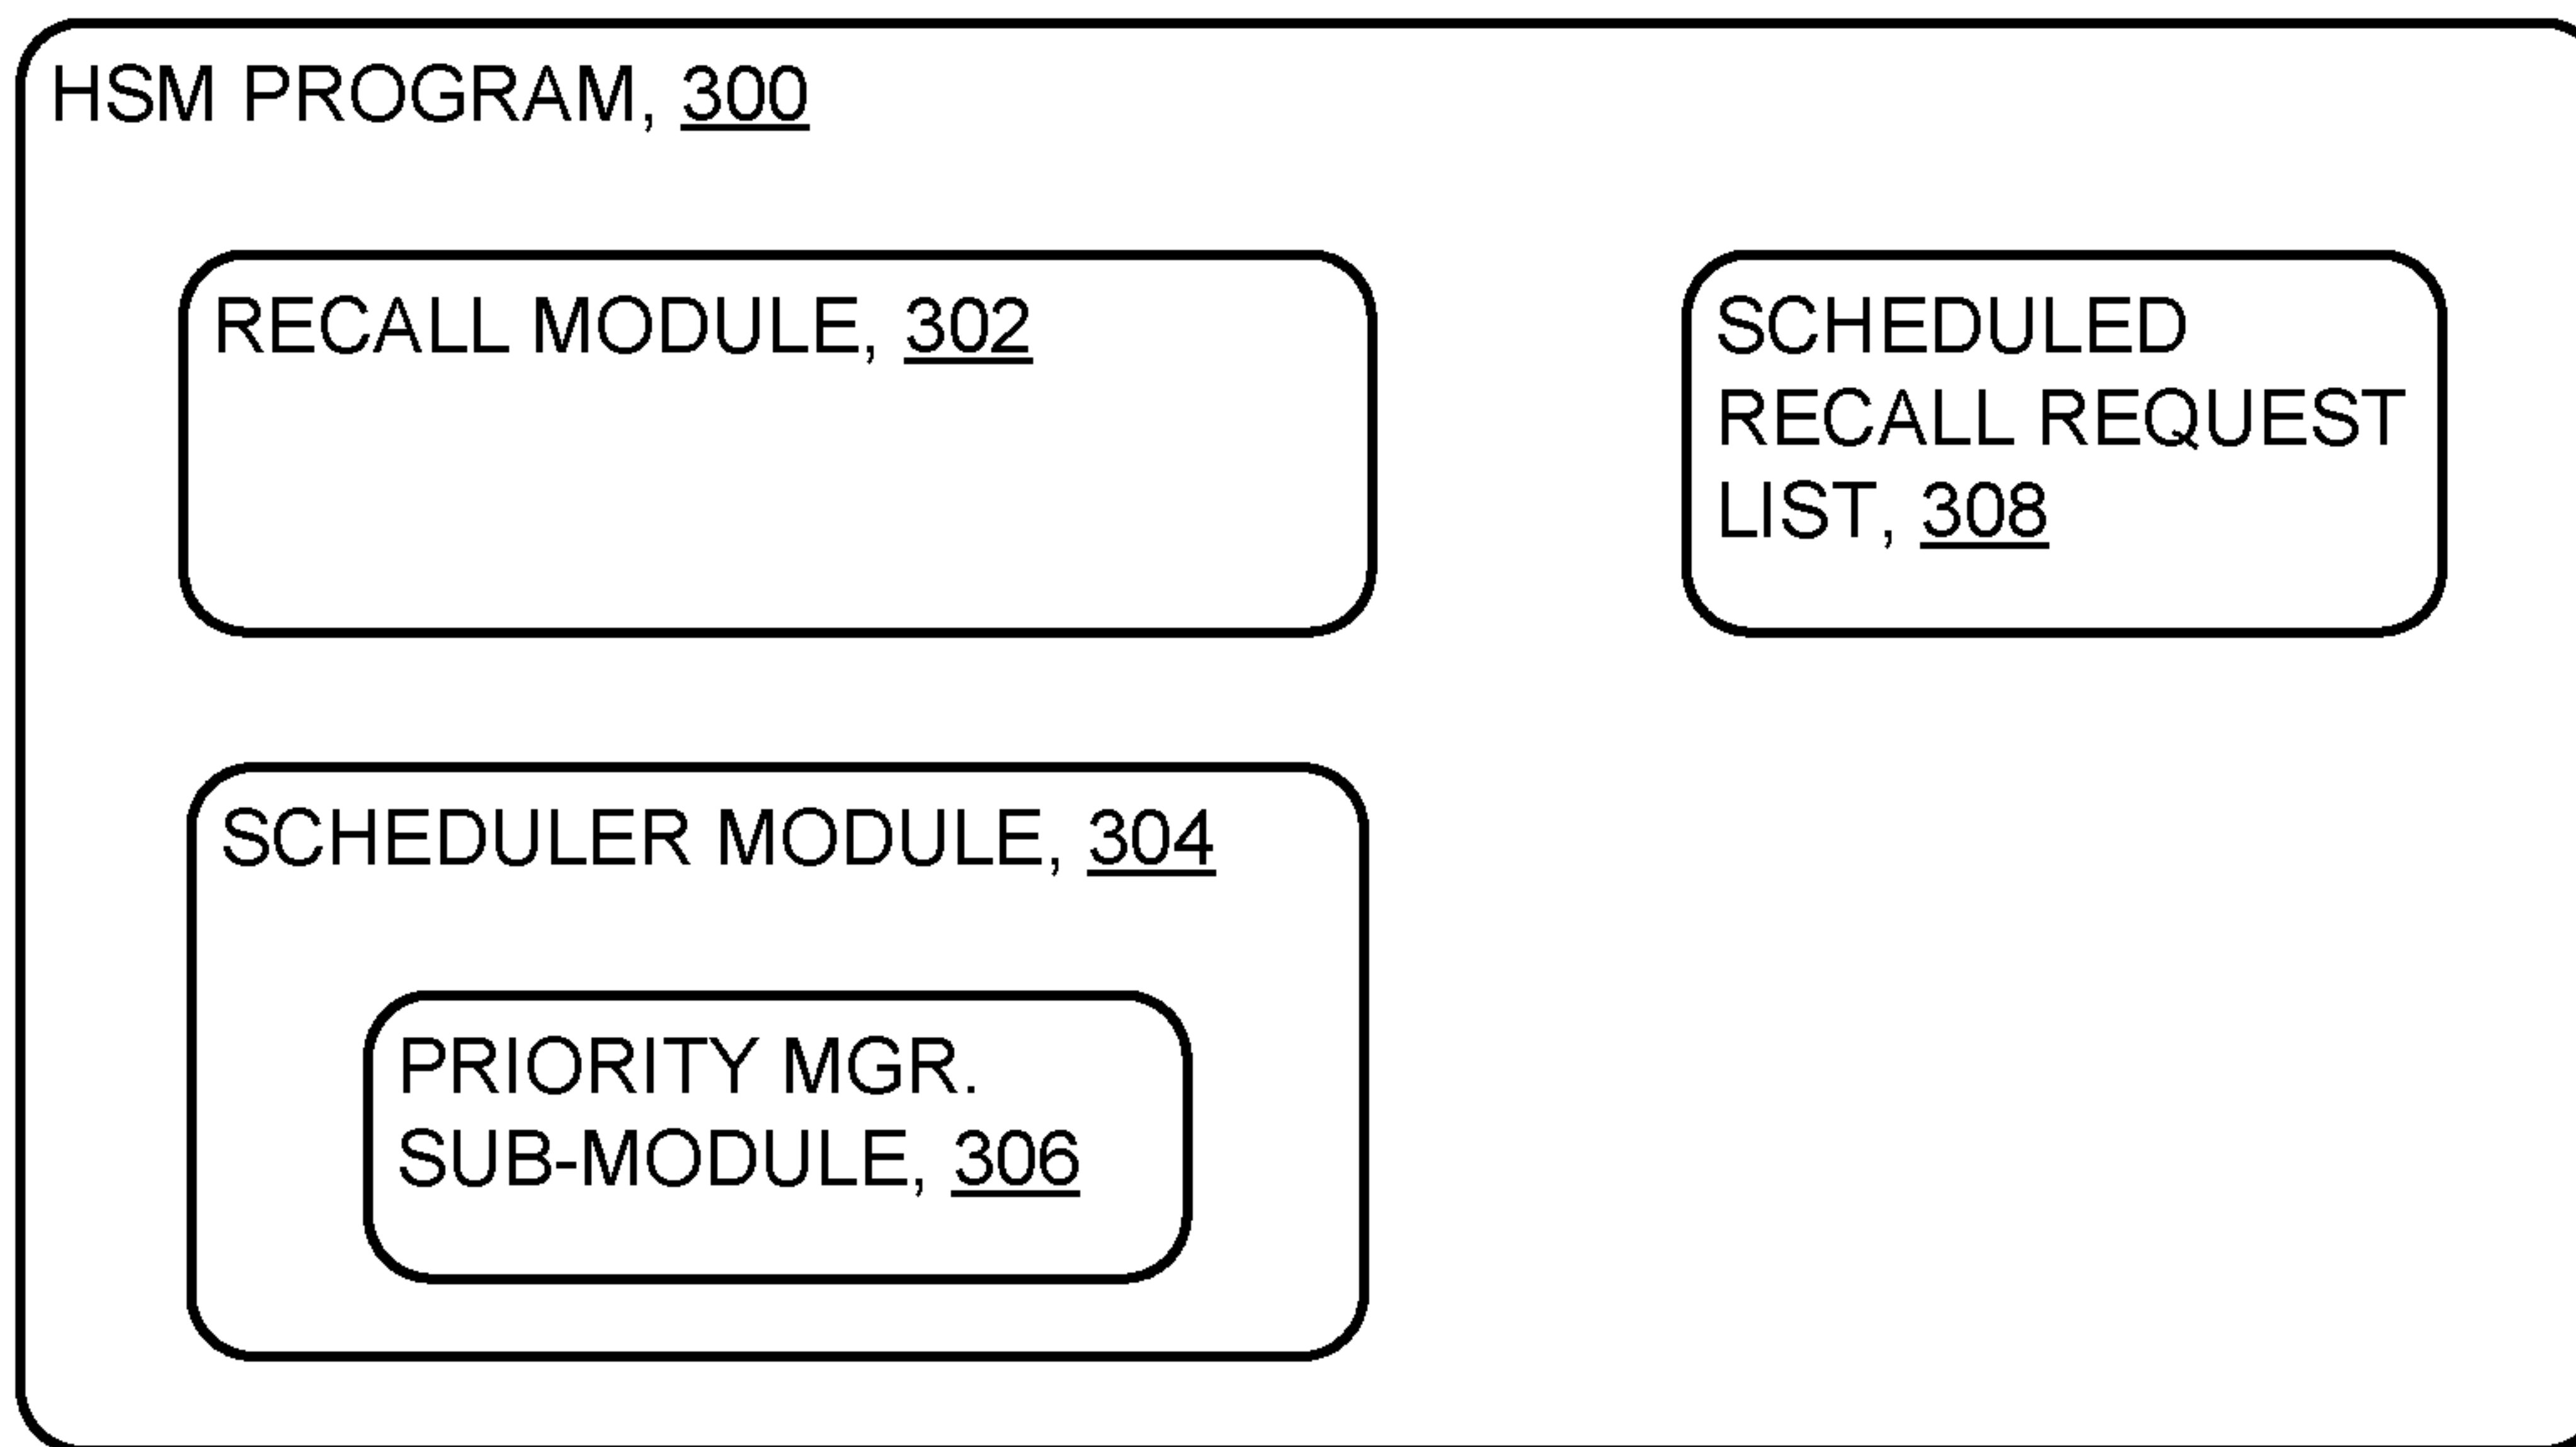 HSM PROGRAM, 300
RECALL MODULE, 302
SCHEDULED
RECALL REQUEST
LIST, 308
SCHEDULER MODULE, 304
PRIORITY MGR.
SUB-MODULE, 306